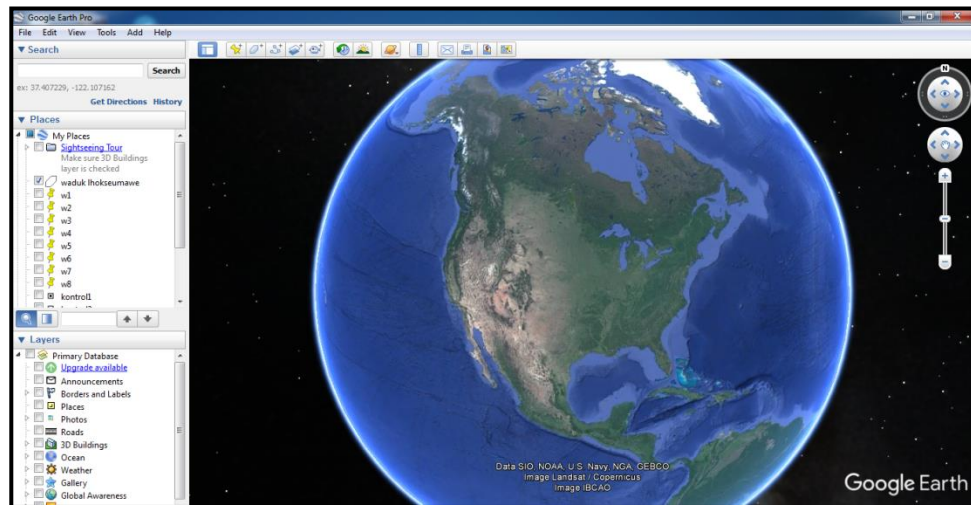 Google Earth Pro
File Edit View Tools Add Help
Search
Search
ex: 37.407229, -122.107162
Get Directions History
Places
My Places
Sightseeing Tour
Make sure 3D Buildings
layer is checked
waduk lhokseumawe
w1
w2
w3
w4
w5
w6
w7
w8
kontrol1
Layers
Primary Database
Upgrade available
Announcements
Borders and Labels
Places
Photos
Roads
3D Buildings
Ocean
Weather
Gallery
Global Awareness
N
Data SIO, NOAA, U.S. Navy, NGA, GEBCO
Image Landsat / Copernicus
Image IBCAO
Google Earth